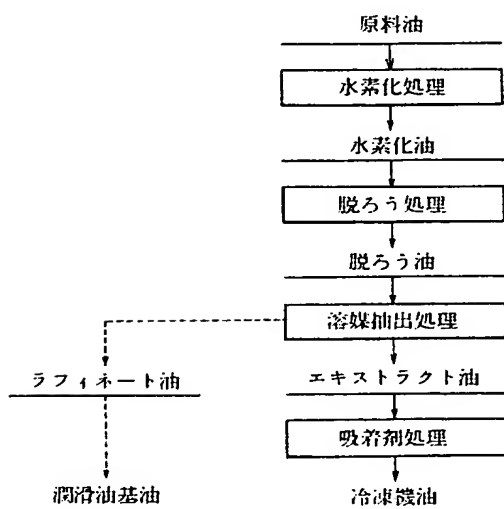 原料油
水素化処理
水素化油
脱ろう処理
脱ろう油
溶媒抽出処理
ラフィネート油
エキストラクト油
吸着剤処理
潤滑油基油
冷凍機油